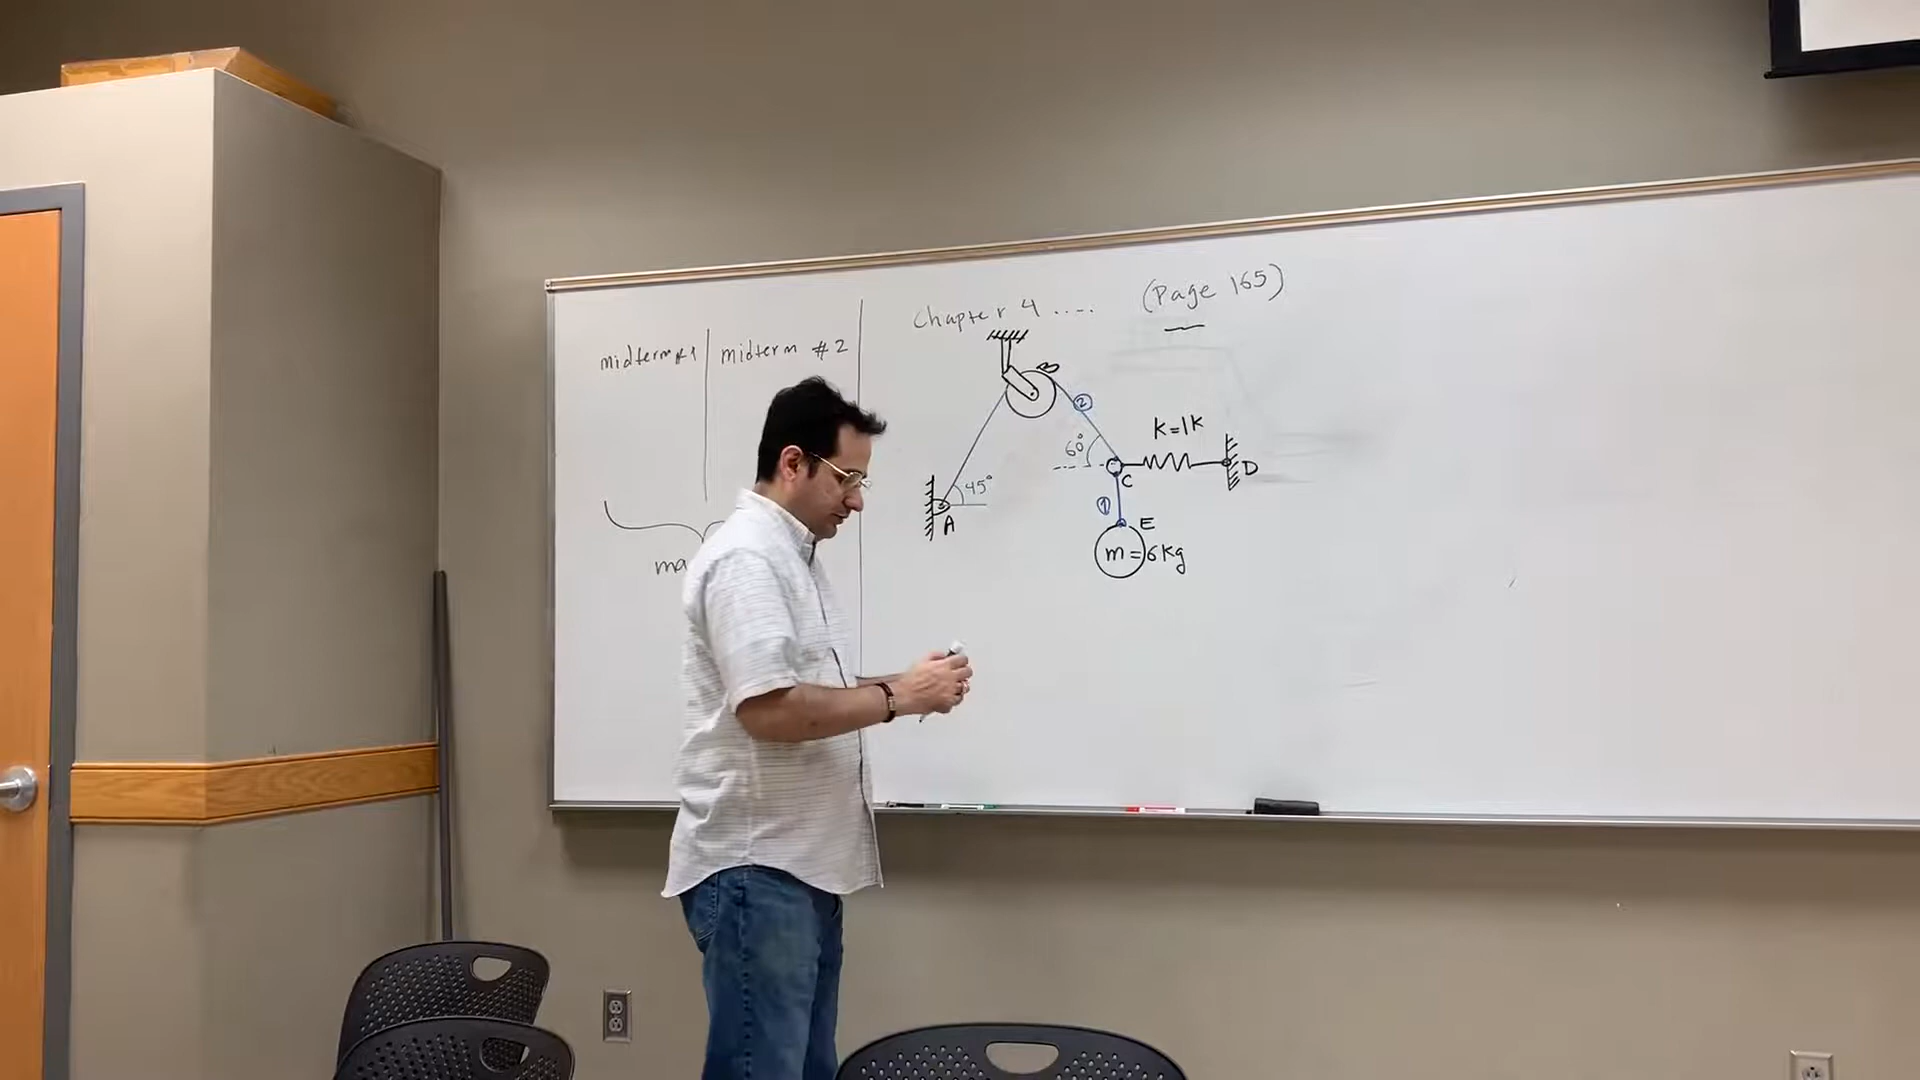 midterm #1
midterm #2
ma
Chapter 4 ....
(Page 165)
B
2
60°
K=1K
D
C
45°
A
1
E
m=6kg